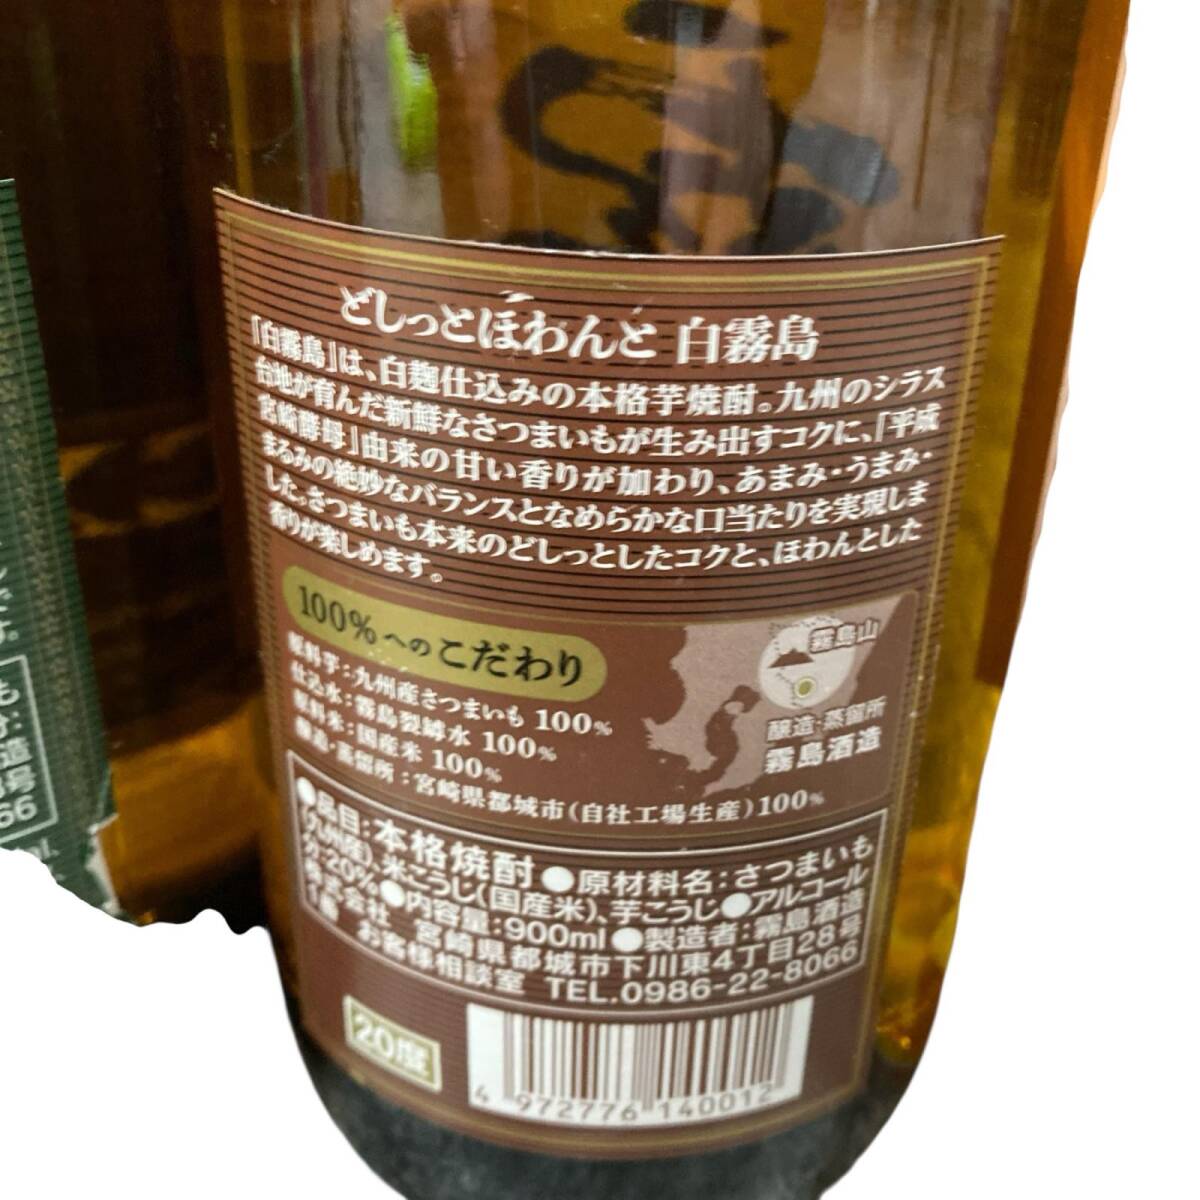 どしっとほわんと 白霧島
「白霧島」は、白麹仕込みの本格芋焼酎。九州のシラス
台地が育んだ新鮮なさつまいもが生み出すコクに、「平成
宮崎酵母」由来の甘い香りが加わり、あまみ・うまみ・
まるみの絶妙なバランスとなめらかな口当たりを実現しま
した。さつまいも本来のどしっとしたコクと、ほわんとした
香りが楽しめます。
100%へのこだわり
原料芋：九州産さつまいも 100%
仕込水：霧島裂罅水 100%
原料米：国産米 100%
醸造・蒸留所：宮崎県都城市（自社工場生産）100%
霧島山
醸造・蒸留所
霧島酒造
●品目：本格焼酎 ●原材料名：さつまいも
（九州産）、米こうじ（国産米）、芋こうじ●アルコール
分：20%●内容量：900ml ●製造者：霧島酒造
株式会社 宮崎県都城市下川東4丁目28号
1番 お客様相談室 TEL.0986-22-8066
20度
4 972776 140012
す。
も
分：
造
号
66
ml